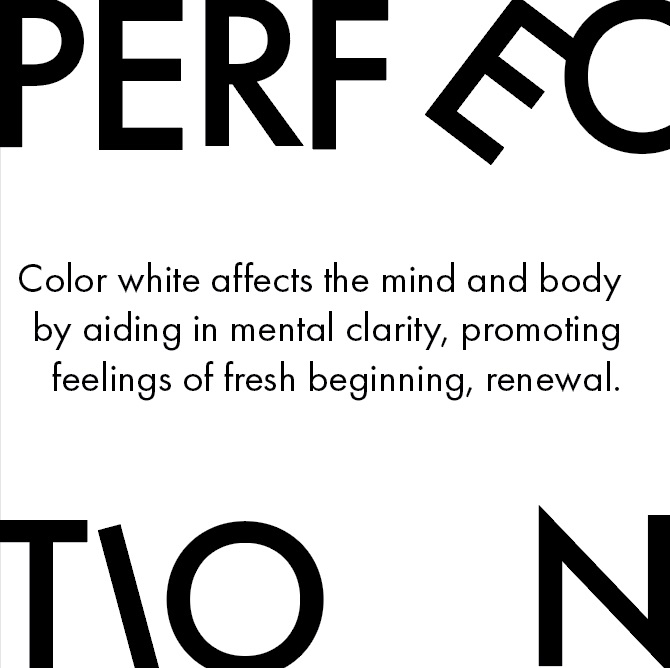 PERFEC
Color white affects the mind and body
by aiding in mental clarity, promoting
feelings of fresh beginning, renewal.
TION